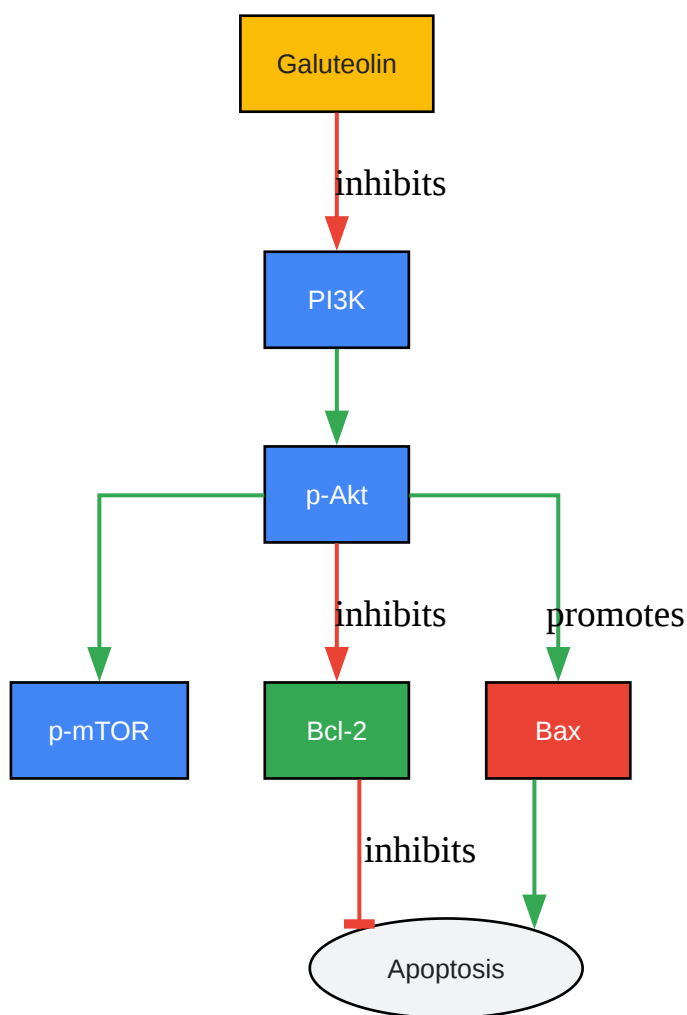 Galuteolin
inhibits
PI3K
p-Akt
inhibits
promotes
p-mTOR
Bcl-2
Bax
inhibits
Apoptosis